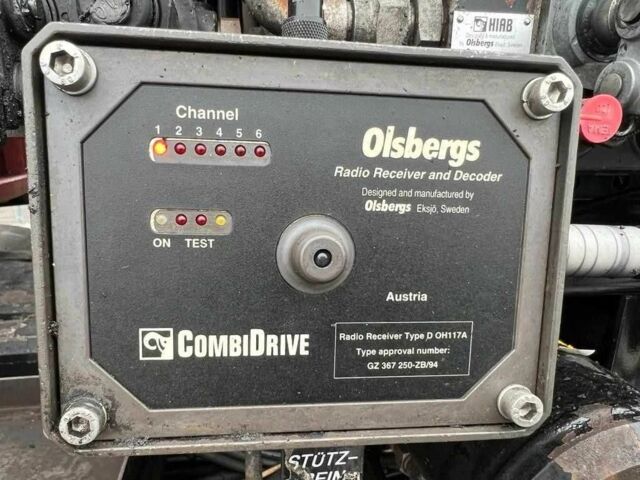 HIAB
Olsbergs
Channel
1 2 3 4 5 6
Olsbergs
Radio Receiver and Decoder
Designed and manufactured by
Olsbergs Eksjö, Sweden
ON TEST
Austria
COMBIDRIVE
Radio Receiver Type D OH117A
Type approval number:
GZ 367 250-ZB/94
STÜTZ-